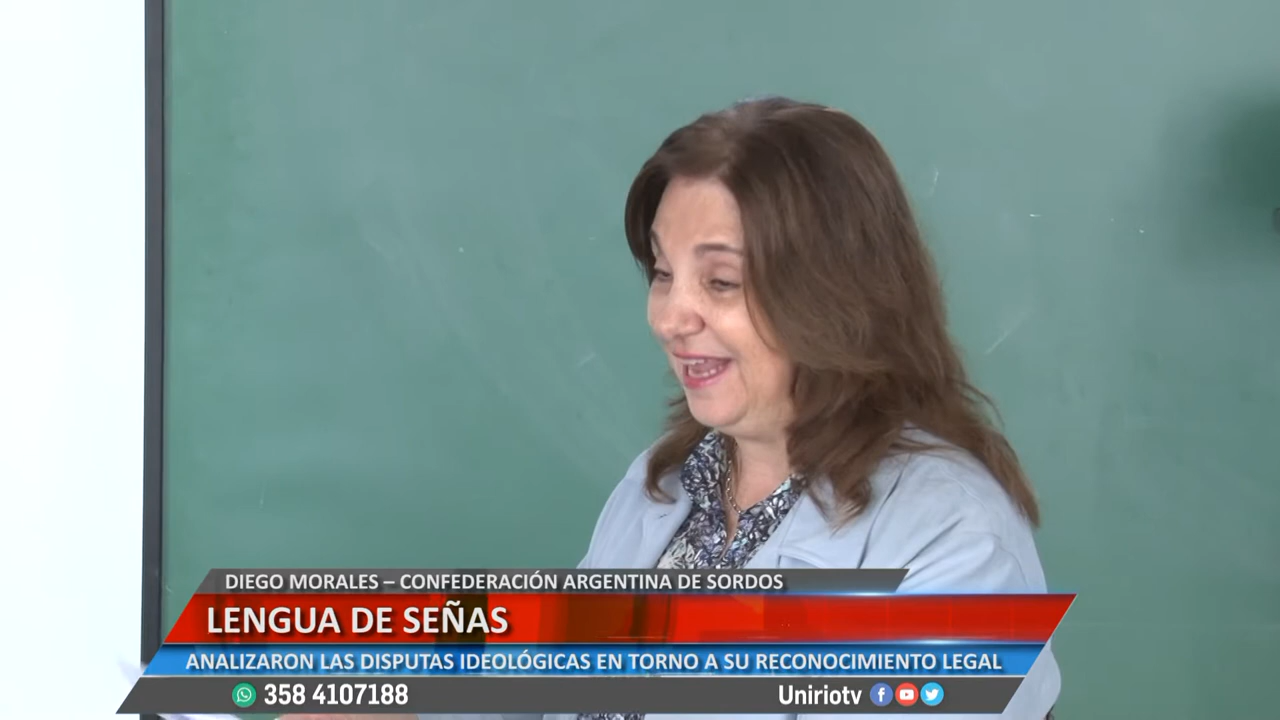 DIEGO MORALES – CONFEDERACIÓN ARGENTINA DE SORDOS
LENGUA DE SEÑAS
ANALIZARON LAS DISPUTAS IDEOLÓGICAS EN TORNO A SU RECONOCIMIENTO LEGAL
358 4107188 Uniriotv